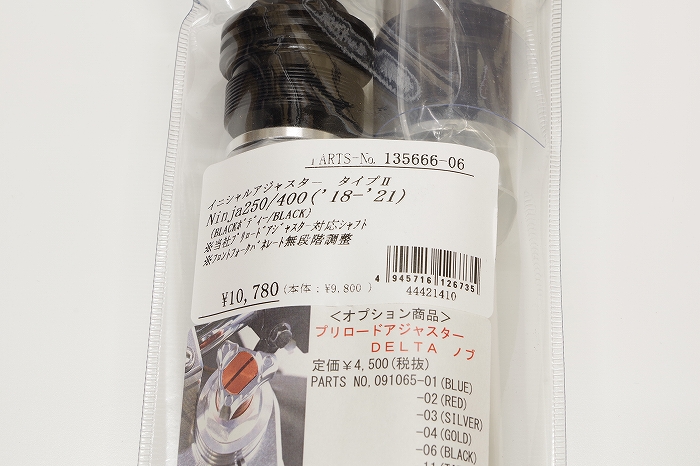 PARTS-No. 135666-06
イニシャルアジャスター タイプⅡ
Ninja250/400('18-'21)
(BLACKﾎﾞﾃﾞｨｰ/BLACK)
※当社ﾌﾟﾘﾛｰﾄﾞｱｼﾞｬｽﾀｰ対応ｼｬﾌﾄ
※ﾌﾛﾝﾄﾌｫｰｸﾊﾞﾈﾚｰﾄ無段階調整
¥10,780 (本体:¥9,800)
4 945716 126735
44421410
<オプション商品>
プリロードアジャスター
DELTA ノブ
定価¥4,500(税抜)
PARTS NO,091065-01(BLUE)
-02(RED)
-03(SILVER)
-04(GOLD)
-06(BLACK)